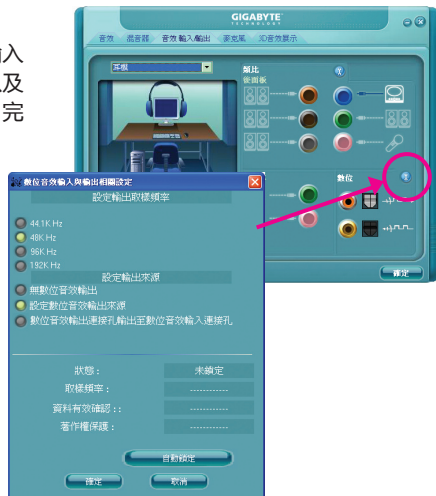 輸入
以及
完
GIGABYTE
TECHNOLOGY
音效 混音器 音效 輸入/輸出 麥克風 3D音效展示
耳機
類比
後面板
數位
確定
數位音效輸入與輸出相關設定
設定輸出取樣頻率
44.1K Hz
48K Hz
96K Hz
192K Hz
設定輸出來源
無數位音效輸出
設定數位音效輸出來源
數位音效輸出連接孔輸出至數位音效輸入連接孔
狀態 : 未鎖定
取樣頻率 : ------------
資料有效確認 : : ------------
著作權保護 : ------------
自動鎖定
確定 取消